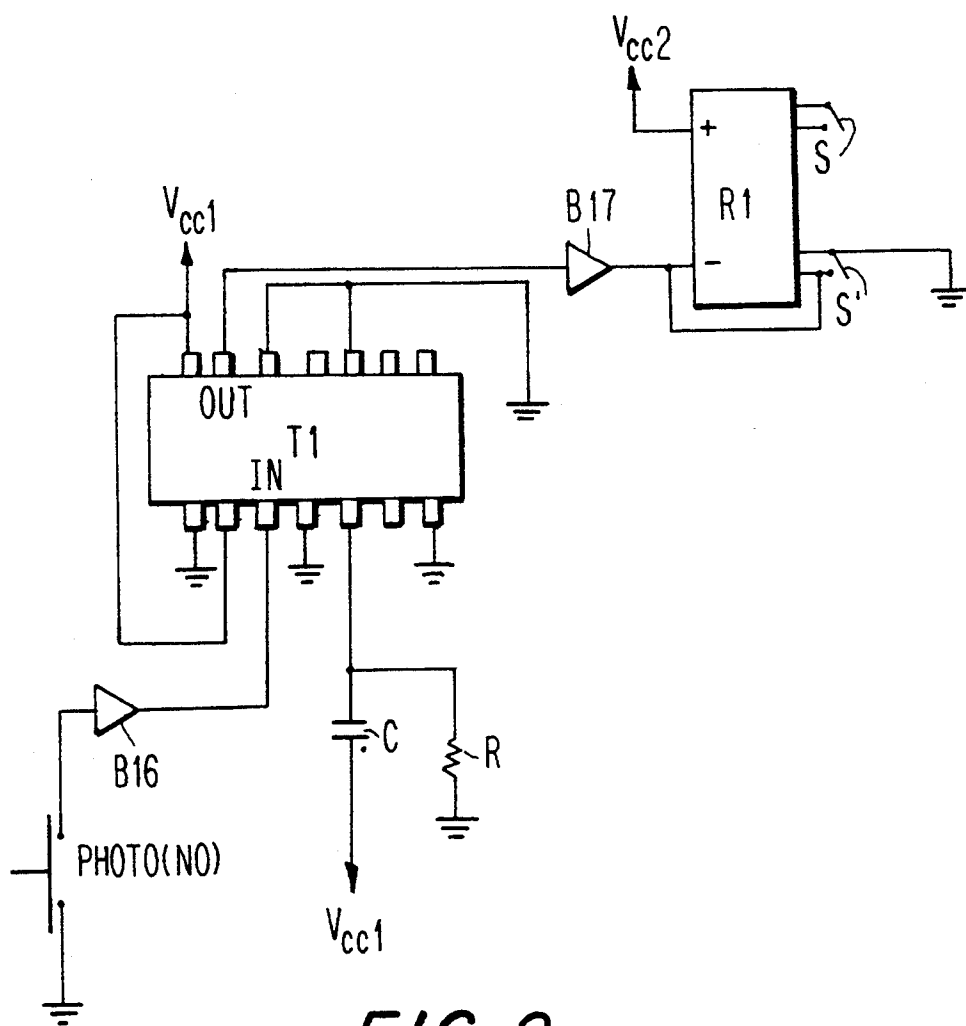 Vcc2
+
R1
S
Vcc1
B17
−
S'
OUT
T1
IN
C
R
B16
PHOTO(NO)
Vcc1